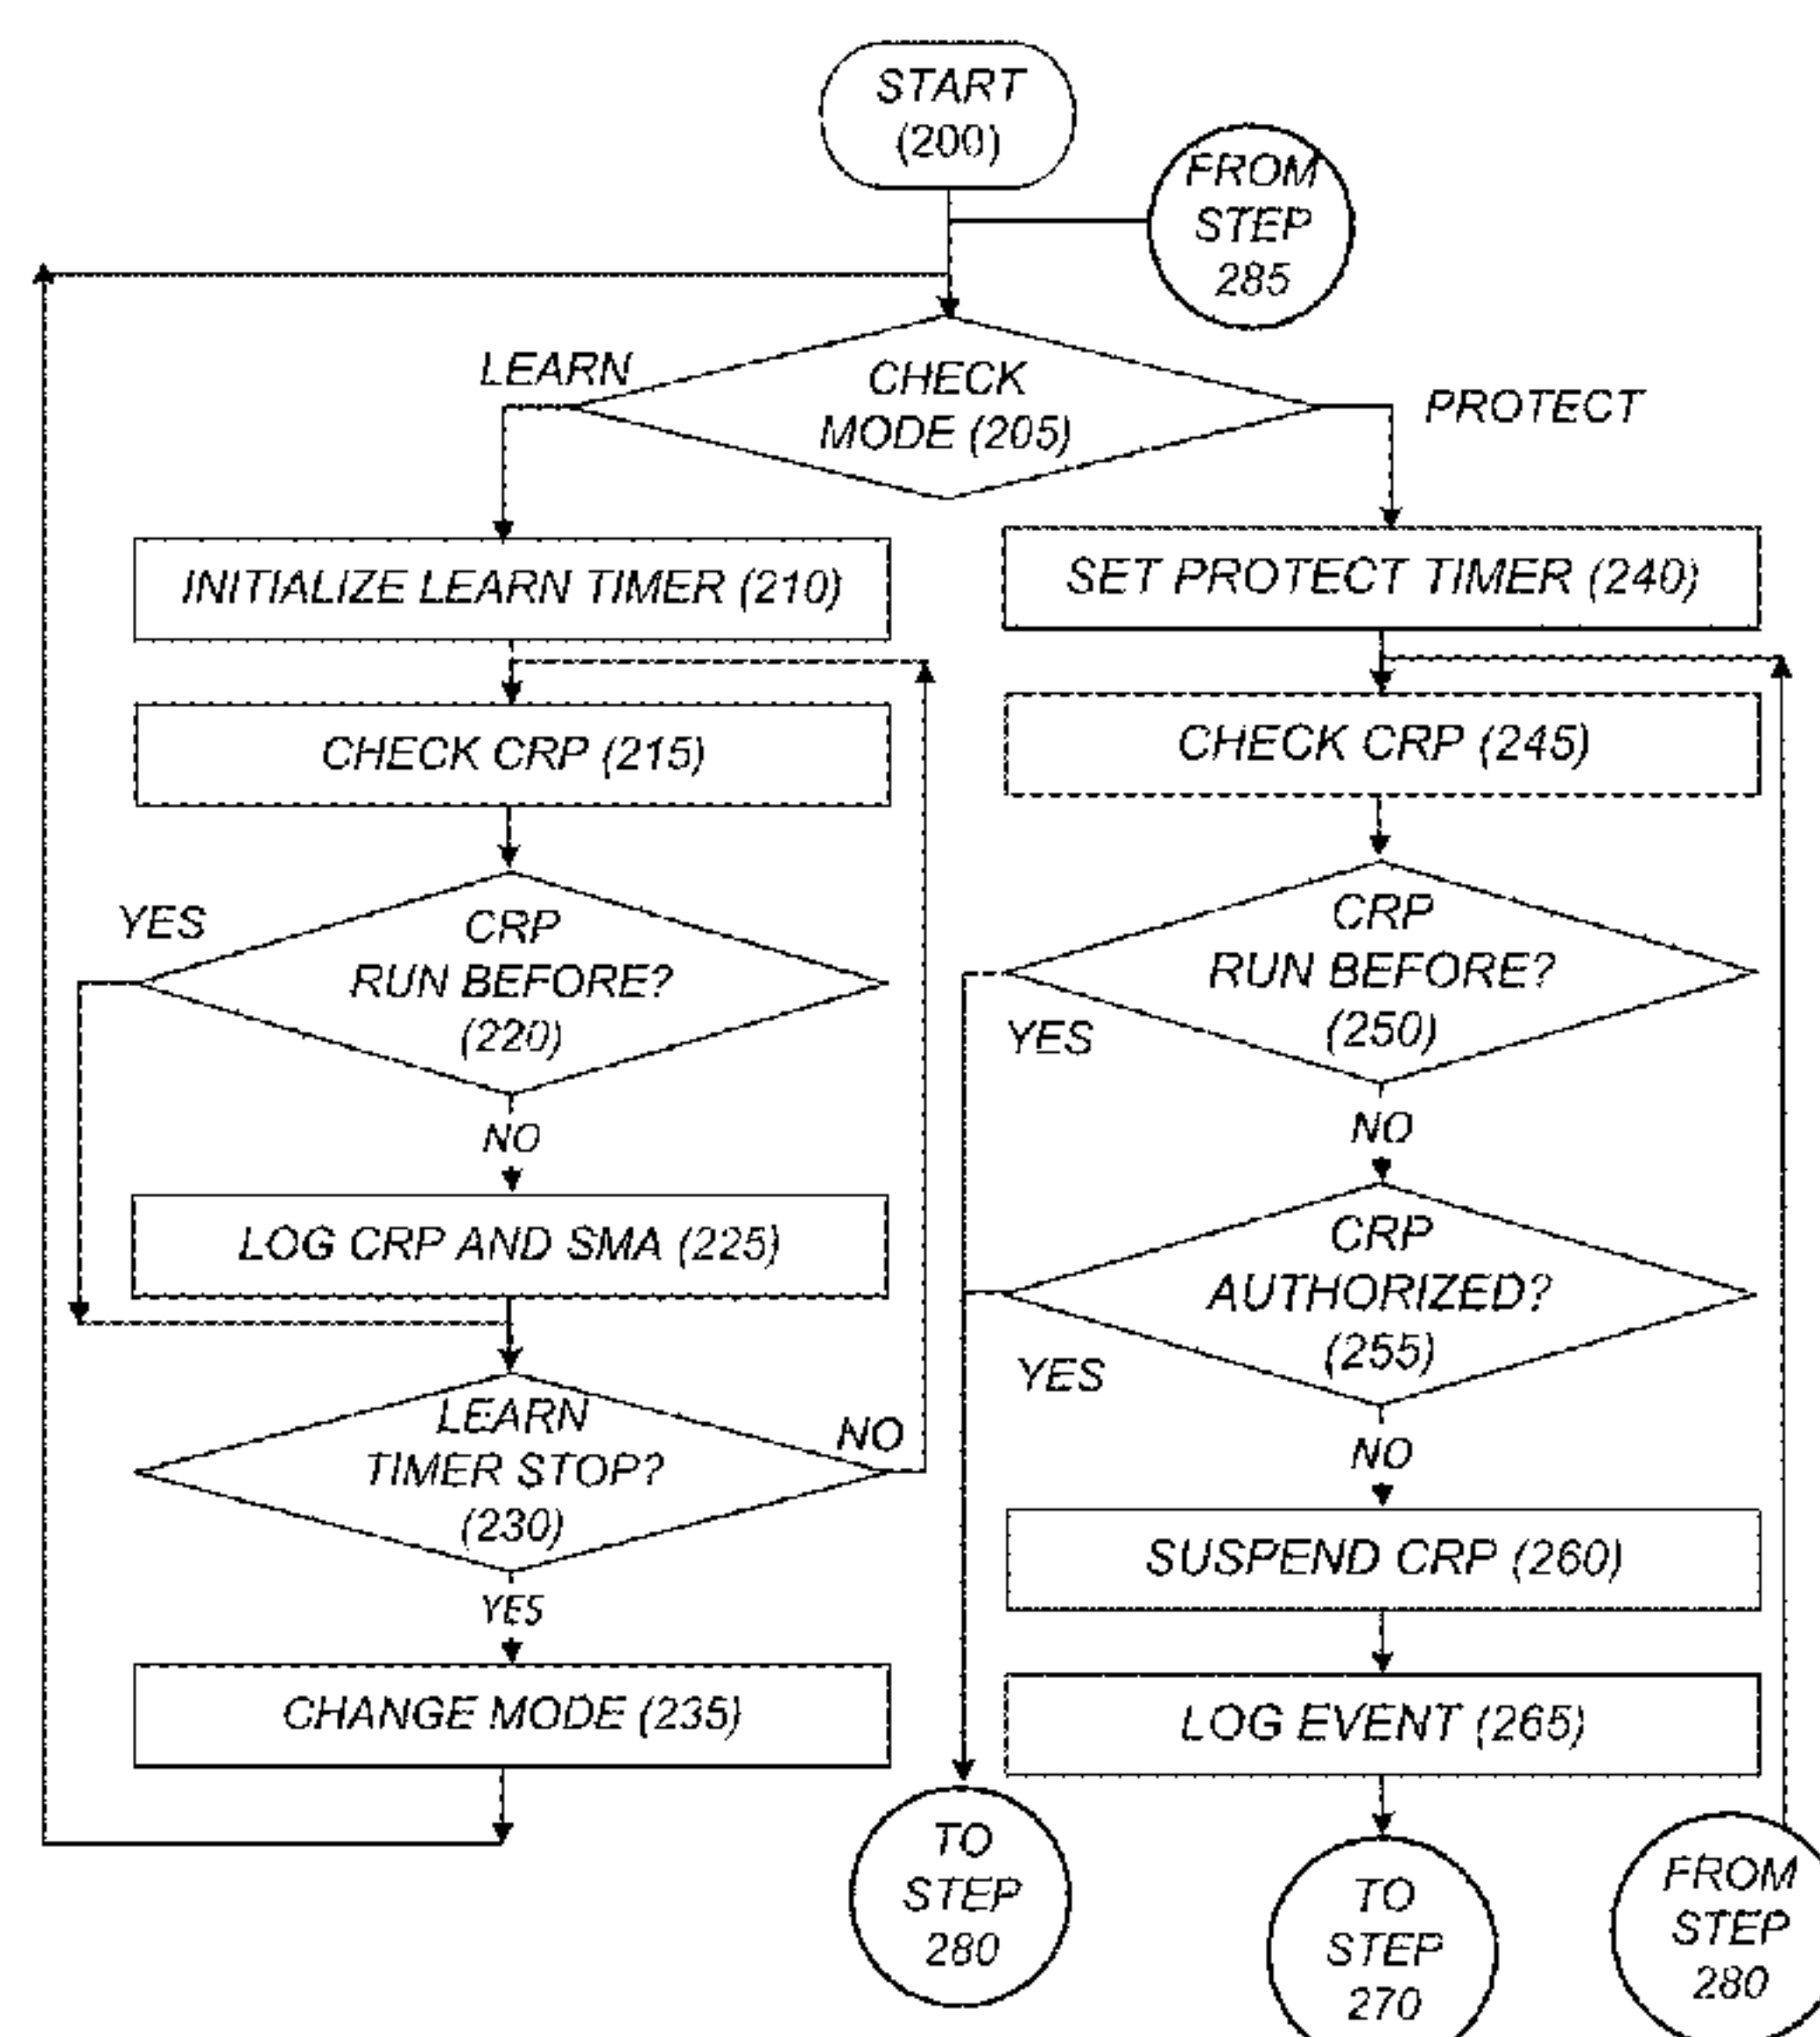 START
(200)
FROM
STEP
285
LEARN
CHECK
MODE (205)
PROTECT
INITIALIZE LEARN TIMER (210)
SET PROTECT TIMER (240)
CHECK CRP (215)
CHECK CRP (245)
YES
CRP
RUN BEFORE?
(220)
CRP
RUN BEFORE?
(250)
YES
NO
NO
LOG CRP AND SMA (225)
CRP
AUTHORIZED?
(255)
YES
LEARN
TIMER STOP?
(230)
NO
NO
SUSPEND CRP (260)
YES
CHANGE MODE (235)
LOG EVENT (265)
TO
STEP
280
TO
STEP
270
FROM
STEP
280